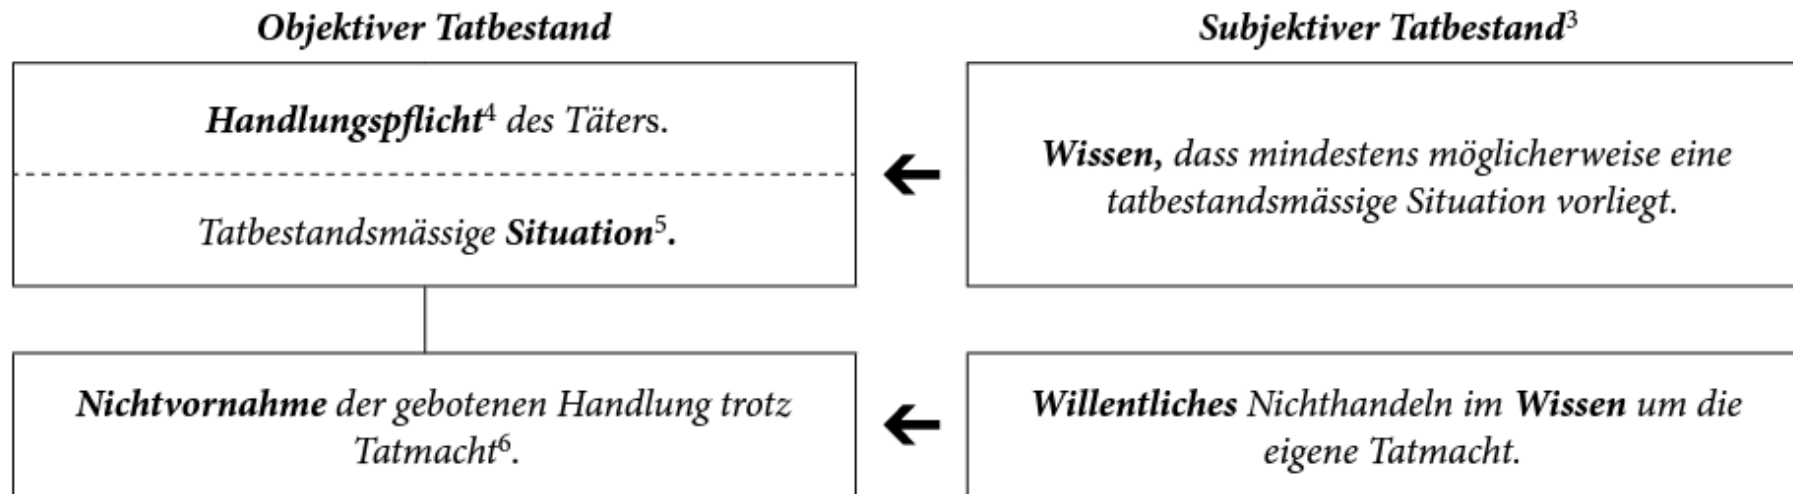 Objektiver Tatbestand
Subjektiver Tatbestand³
Handlungspflicht⁴ des Täters.
Tatbestandsmässige Situation⁵.
Wissen, dass mindestens möglicherweise eine
tatbestandsmässige Situation vorliegt.
Nichtvornahme der gebotenen Handlung trotz
Tatmacht⁶.
Willentliches Nichthandeln im Wissen um die
eigene Tatmacht.